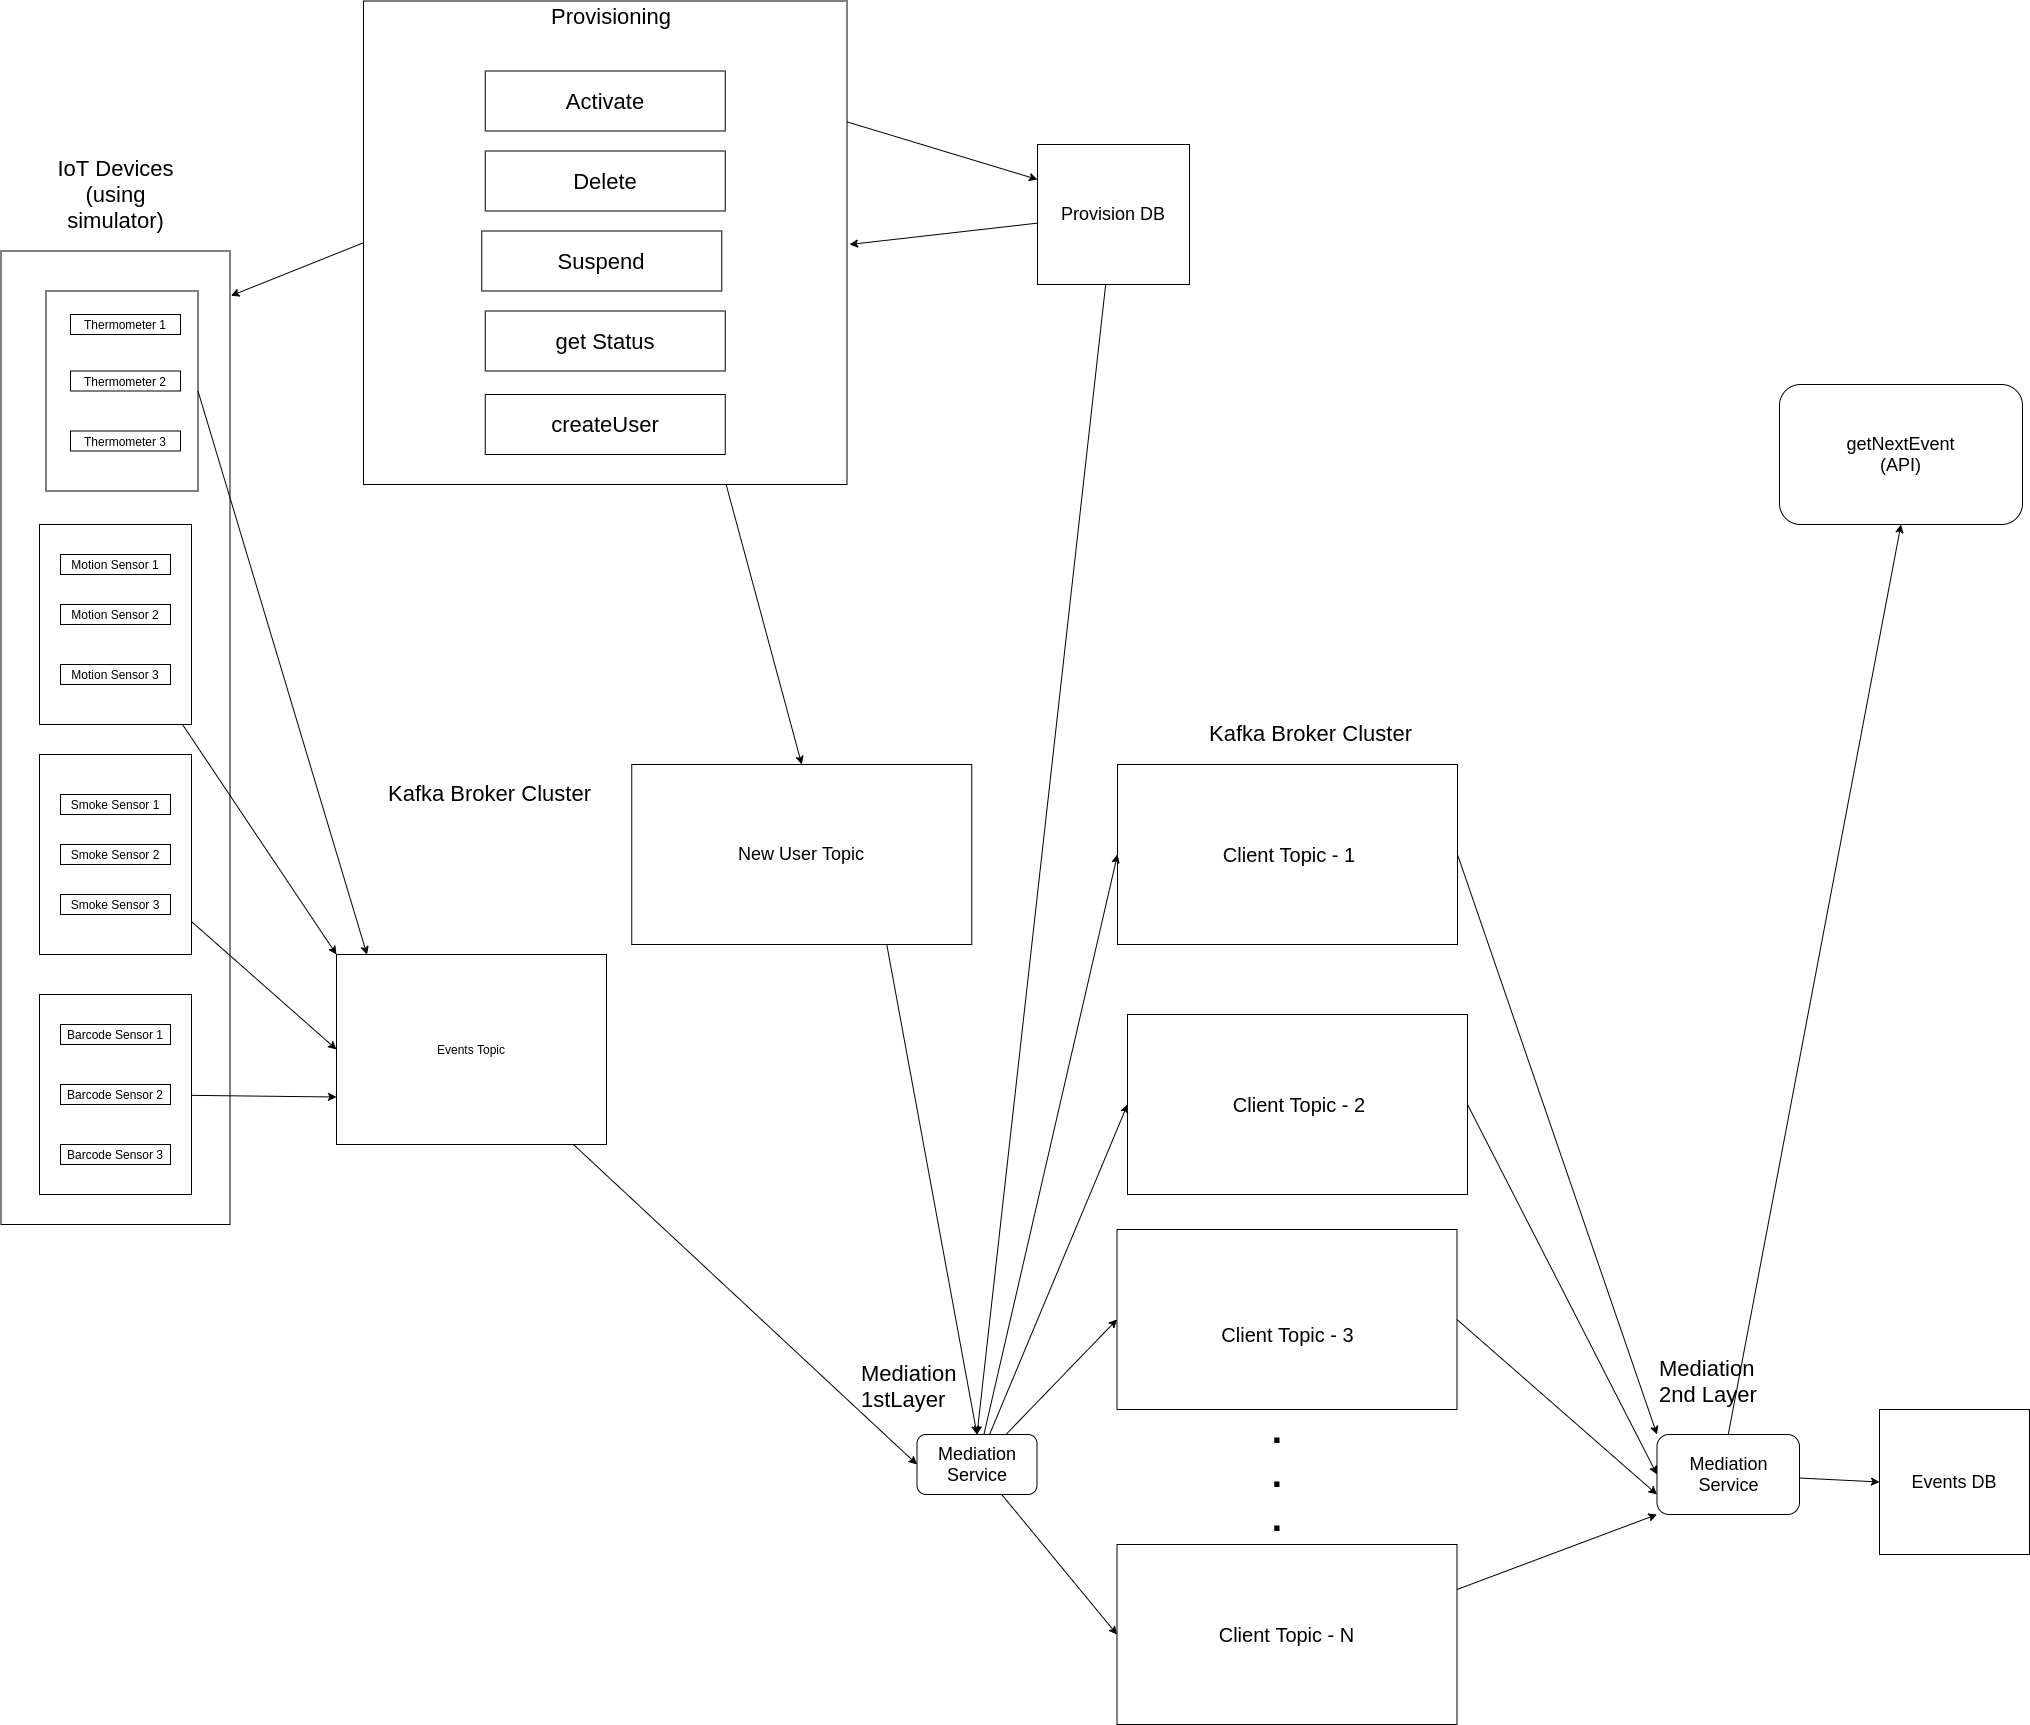 Provisioning
Activate
Delete
Suspend
get Status
createUser
Provision DB
IoT Devices
(using
simulator)
Thermometer 1
Thermometer 2
Thermometer 3
Motion Sensor 1
Motion Sensor 2
Motion Sensor 3
Smoke Sensor 1
Smoke Sensor 2
Smoke Sensor 3
Barcode Sensor 1
Barcode Sensor 2
Barcode Sensor 3
getNextEvent
(API)
Kafka Broker Cluster
Events Topic
New User Topic
Kafka Broker Cluster
Client Topic - 1
Client Topic - 2
Client Topic - 3
.
.
.
Client Topic - N
Mediation
1stLayer
Mediation
Service
Mediation
2nd Layer
Mediation
Service
Events DB